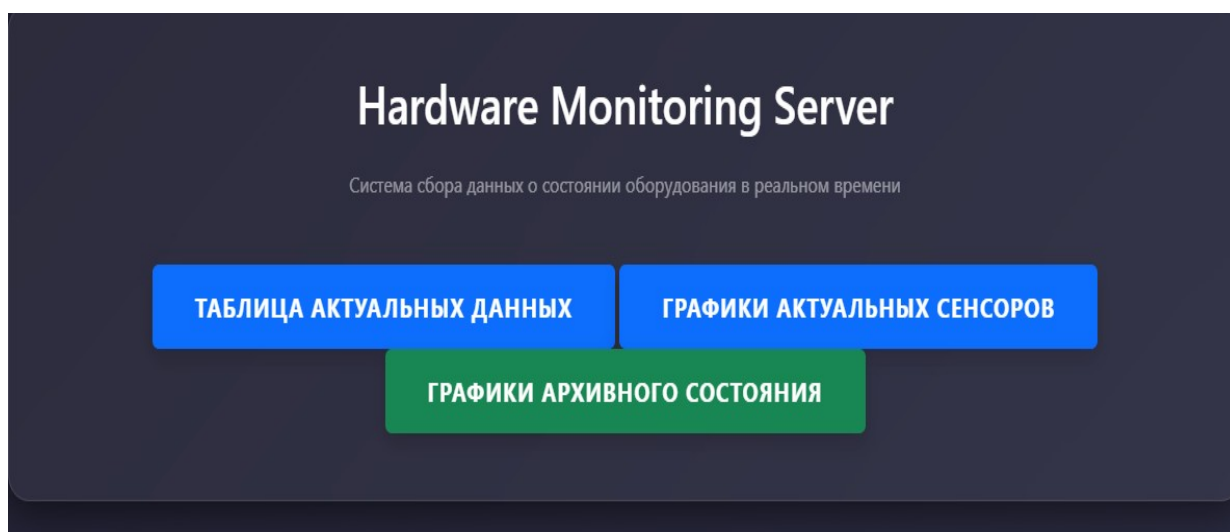 Hardware Monitoring Server
Система сбора данных о состоянии оборудования в реальном времени
ТАБЛИЦА АКТУАЛЬНЫХ ДАННЫХ
ГРАФИКИ АКТУАЛЬНЫХ СЕНСОРОВ
ГРАФИКИ АРХИВНОГО СОСТОЯНИЯ